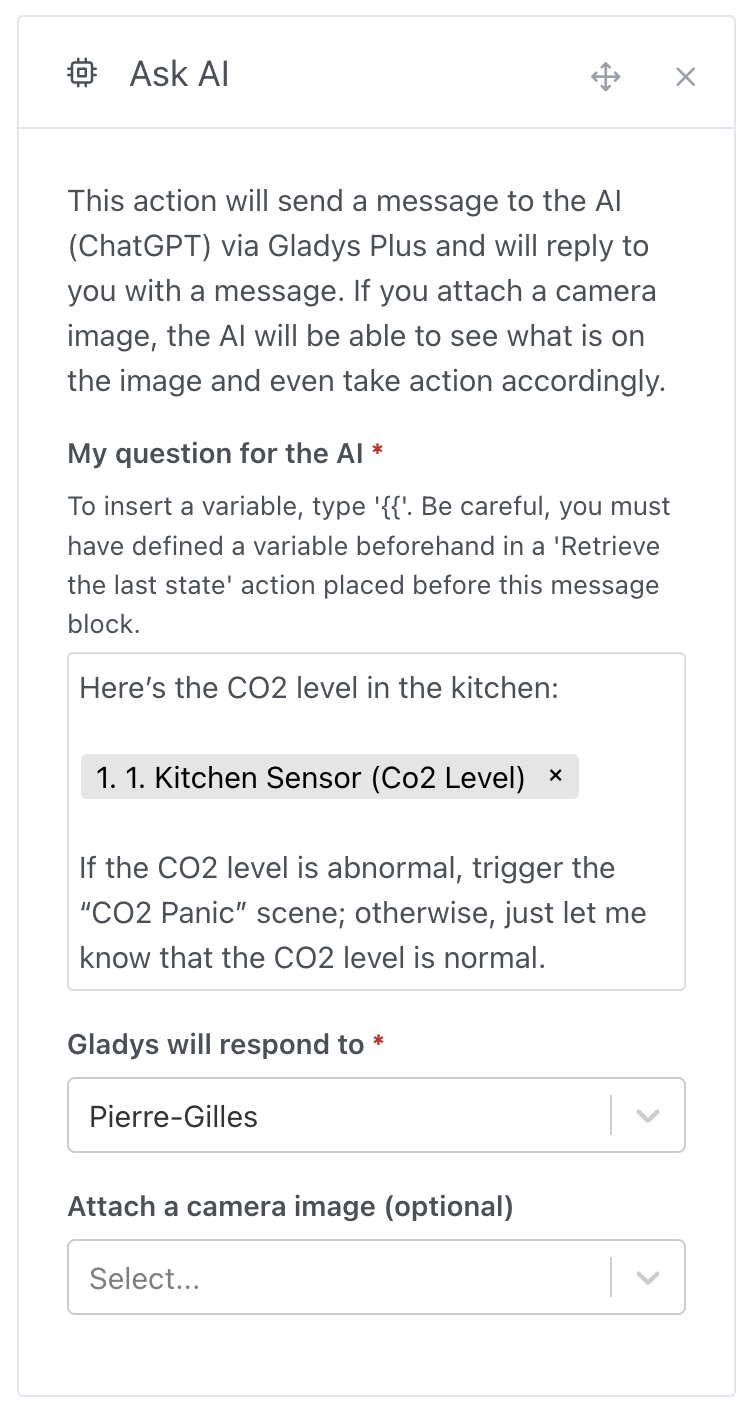 Ask AI
This action will send a message to the AI
(ChatGPT) via Gladys Plus and will reply to
you with a message. If you attach a camera
image, the AI will be able to see what is on
the image and even take action accordingly.
My question for the AI *
To insert a variable, type '{{'. Be careful, you must
have defined a variable beforehand in a 'Retrieve
the last state' action placed before this message
block.
Here’s the CO2 level in the kitchen:
1. 1. Kitchen Sensor (Co2 Level) ×
If the CO2 level is abnormal, trigger the
“CO2 Panic” scene; otherwise, just let me
know that the CO2 level is normal.
Gladys will respond to *
Pierre-Gilles
Attach a camera image (optional)
Select...